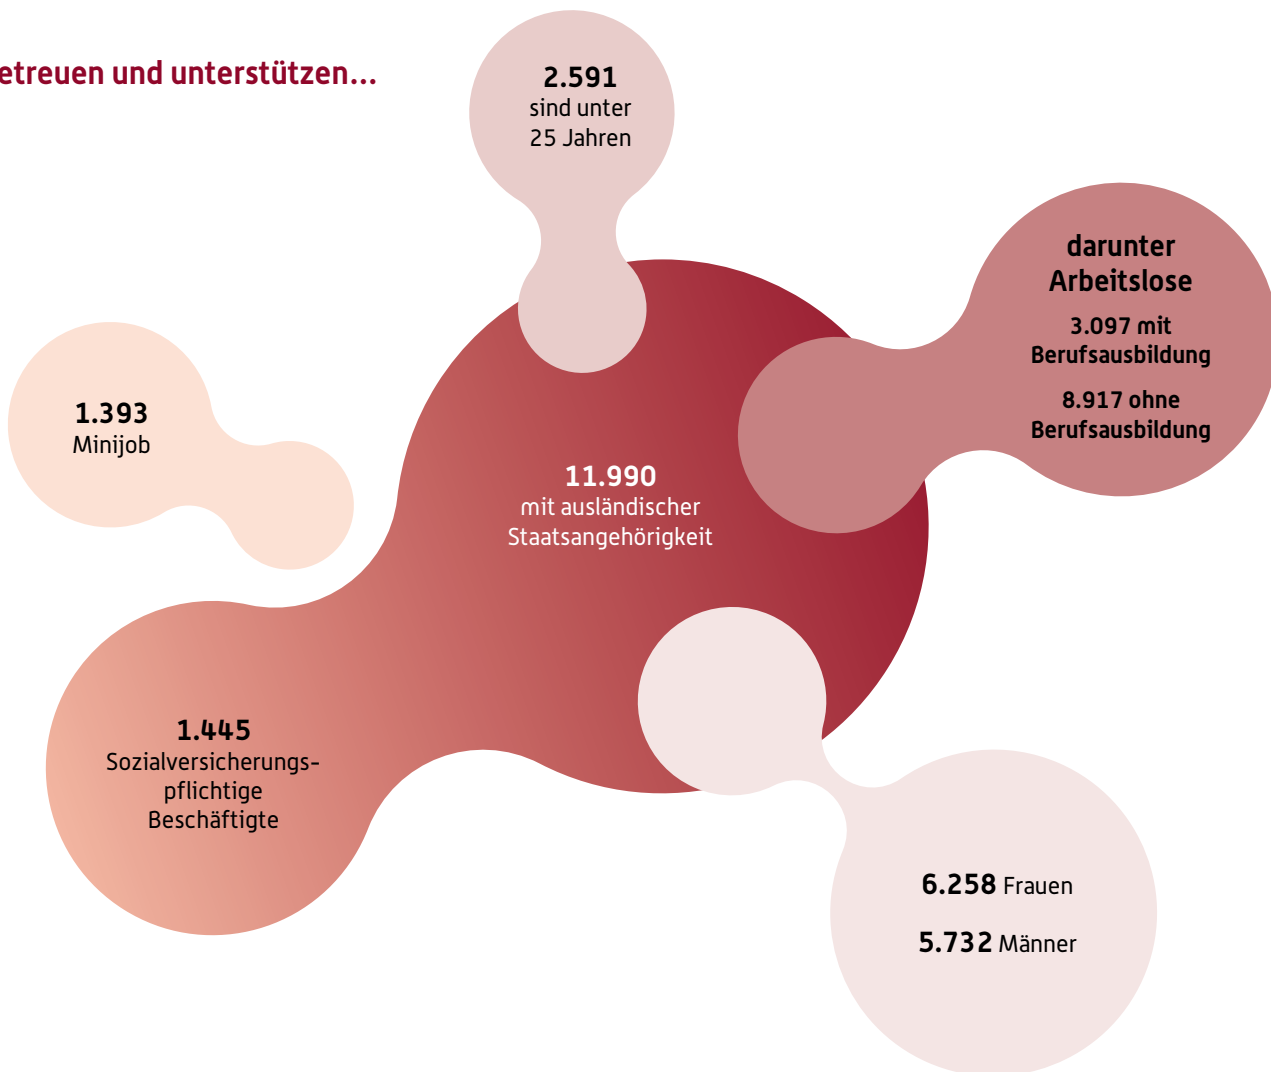 etreuen und unterstützen...
2.591
sind unter
25 Jahren
darunter
Arbeitslose
3.097 mit
Berufsausbildung
8.917 ohne
Berufsausbildung
1.393
Minijob
11.990
mit ausländischer
Staatsangehörigkeit
1.445
Sozialversicherungs-
pflichtige
Beschäftigte
6.258 Frauen
5.732 Männer